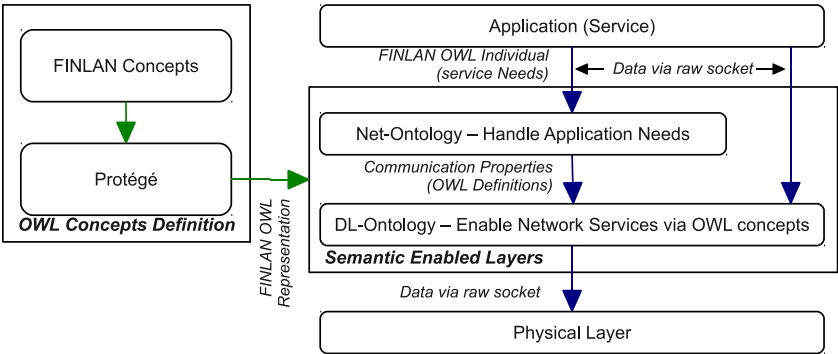 FINLAN Concepts
Protégé
OWL Concepts Definition
FINLAN OWL
Representation
Application (Service)
FINLAN OWL Individual
(service Needs)
Data via raw socket
Net-Ontology – Handle Application Needs
Communication Properties
(OWL Definitions)
DL-Ontology – Enable Network Services via OWL concepts
Semantic Enabled Layers
Data via raw socket
Physical Layer